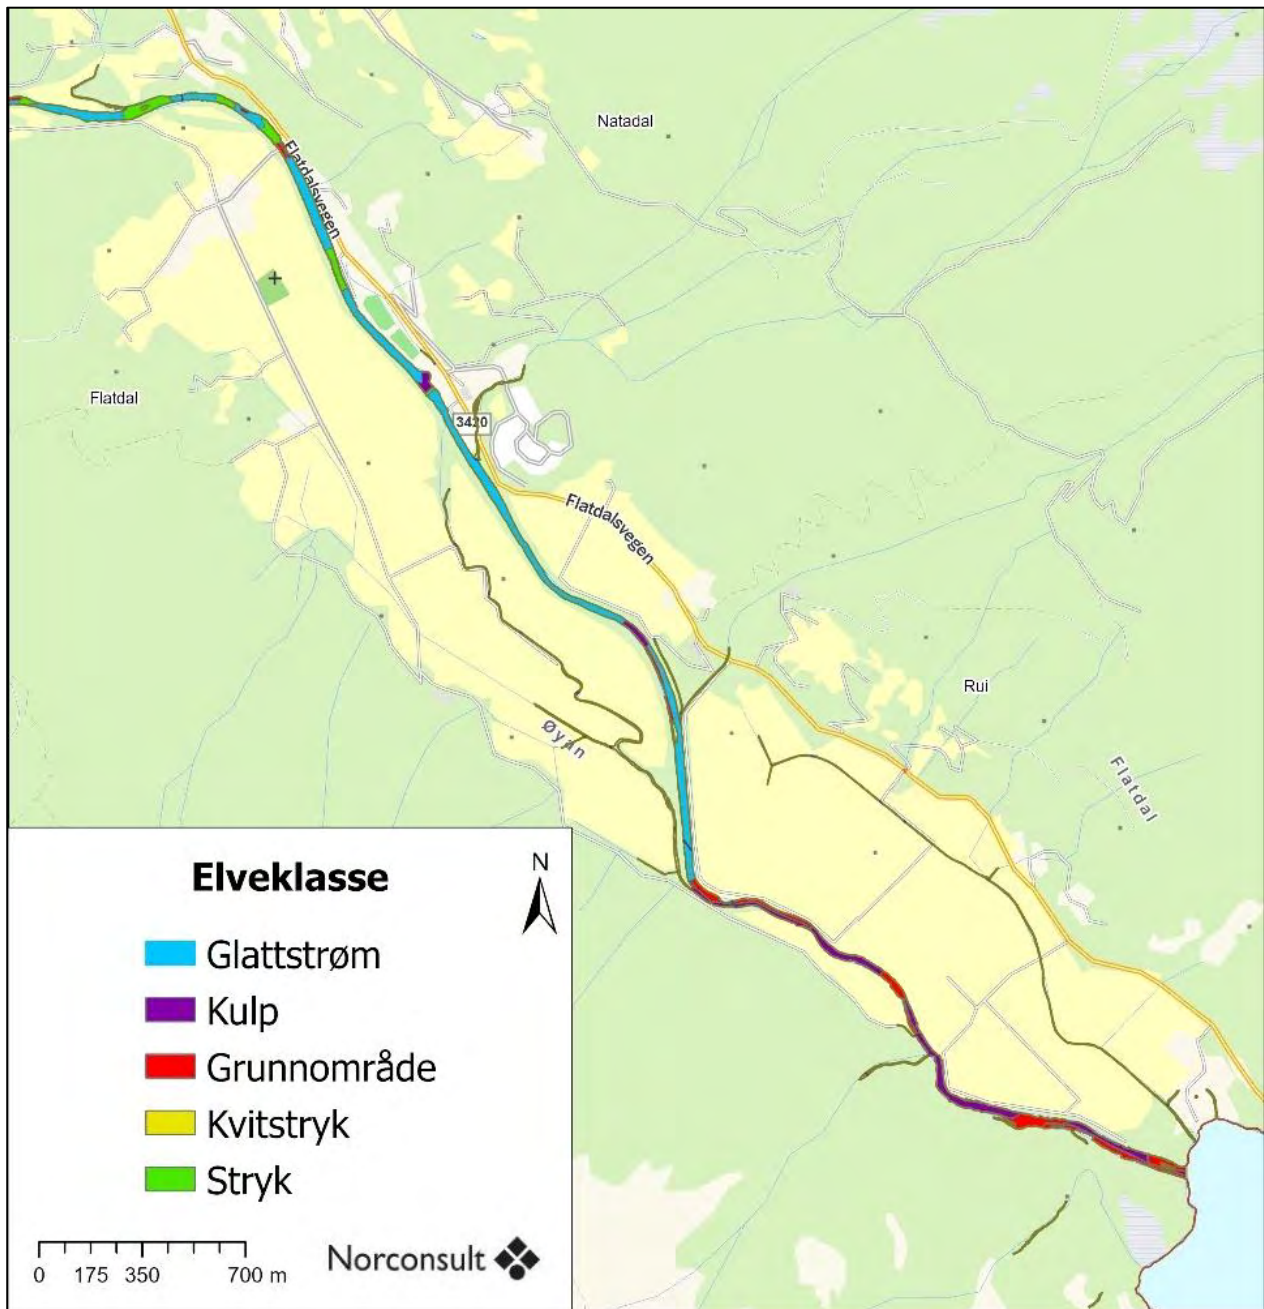 Natadal
Flatdalsvegen
Flatdal
3420
Flatdalsvegen
Rui
Øyan
Flatdal
Elveklasse
N
Glattstrøm
Kulp
Grunnområde
Kvitstryk
Stryk
0 175 350 700 m
Norconsult